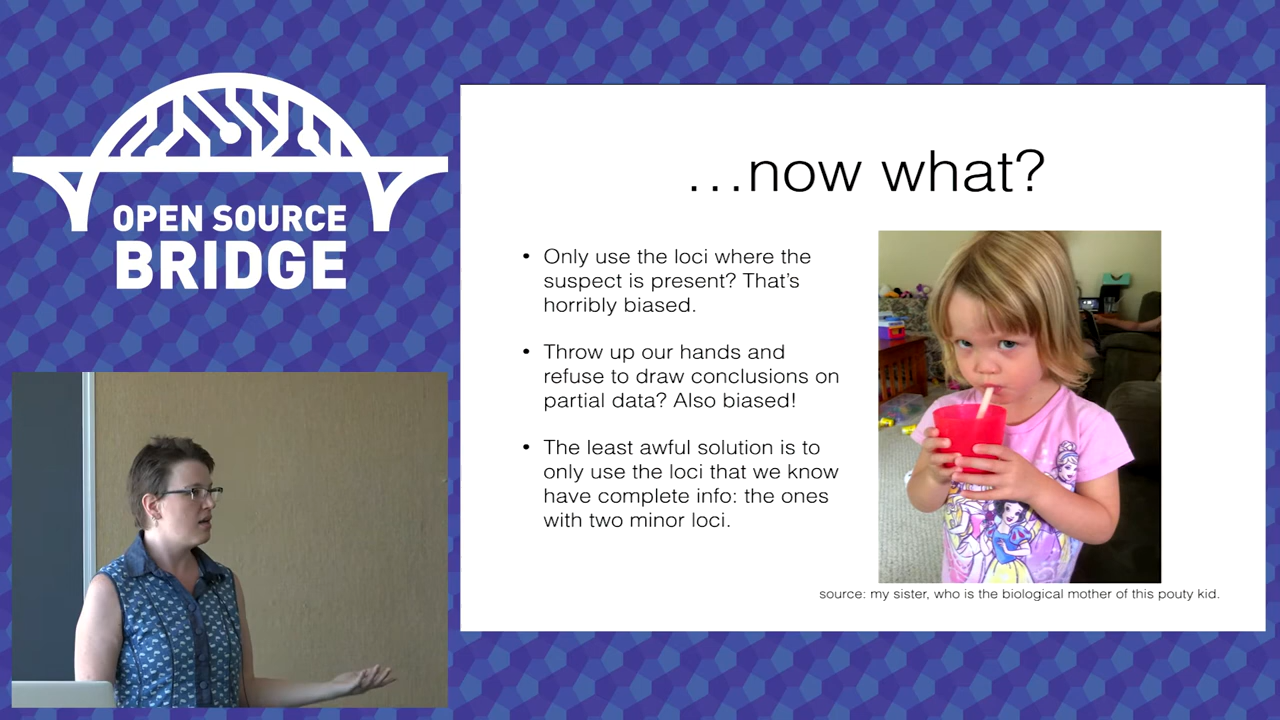 OPEN SOURCE
BRIDGE
…now what?
• Only use the loci where the
suspect is present? That's
horribly biased.
• Throw up our hands and
refuse to draw conclusions on
partial data? Also biased!
• The least awful solution is to
only use the loci that we know
have complete info: the ones
with two minor loci.
source: my sister, who is the biological mother of this pouty kid.